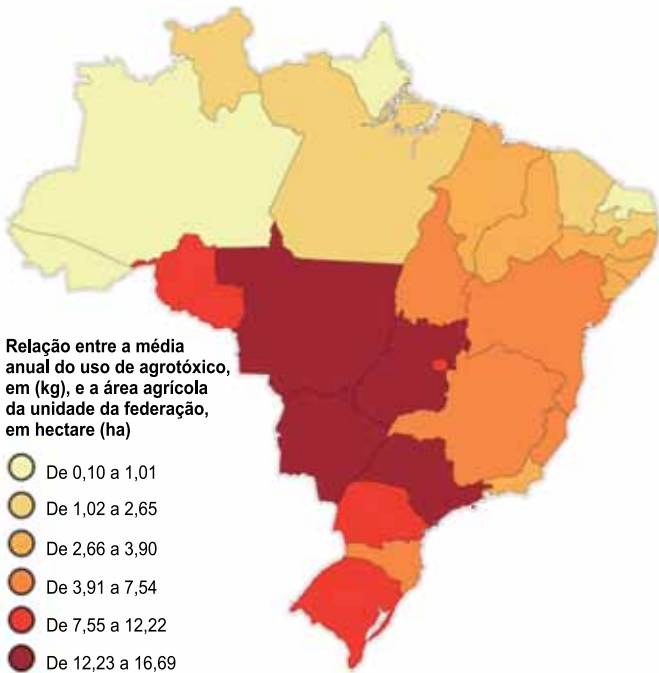 Relação entre a média
anual do uso de agrotóxico,
em (kg), e a área agrícola
da unidade da federação,
em hectare (ha)
De 0,10 a 1,01
De 1,02 a 2,65
De 2,66 a 3,90
De 3,91 a 7,54
De 7,55 a 12,22
De 12,23 a 16,69